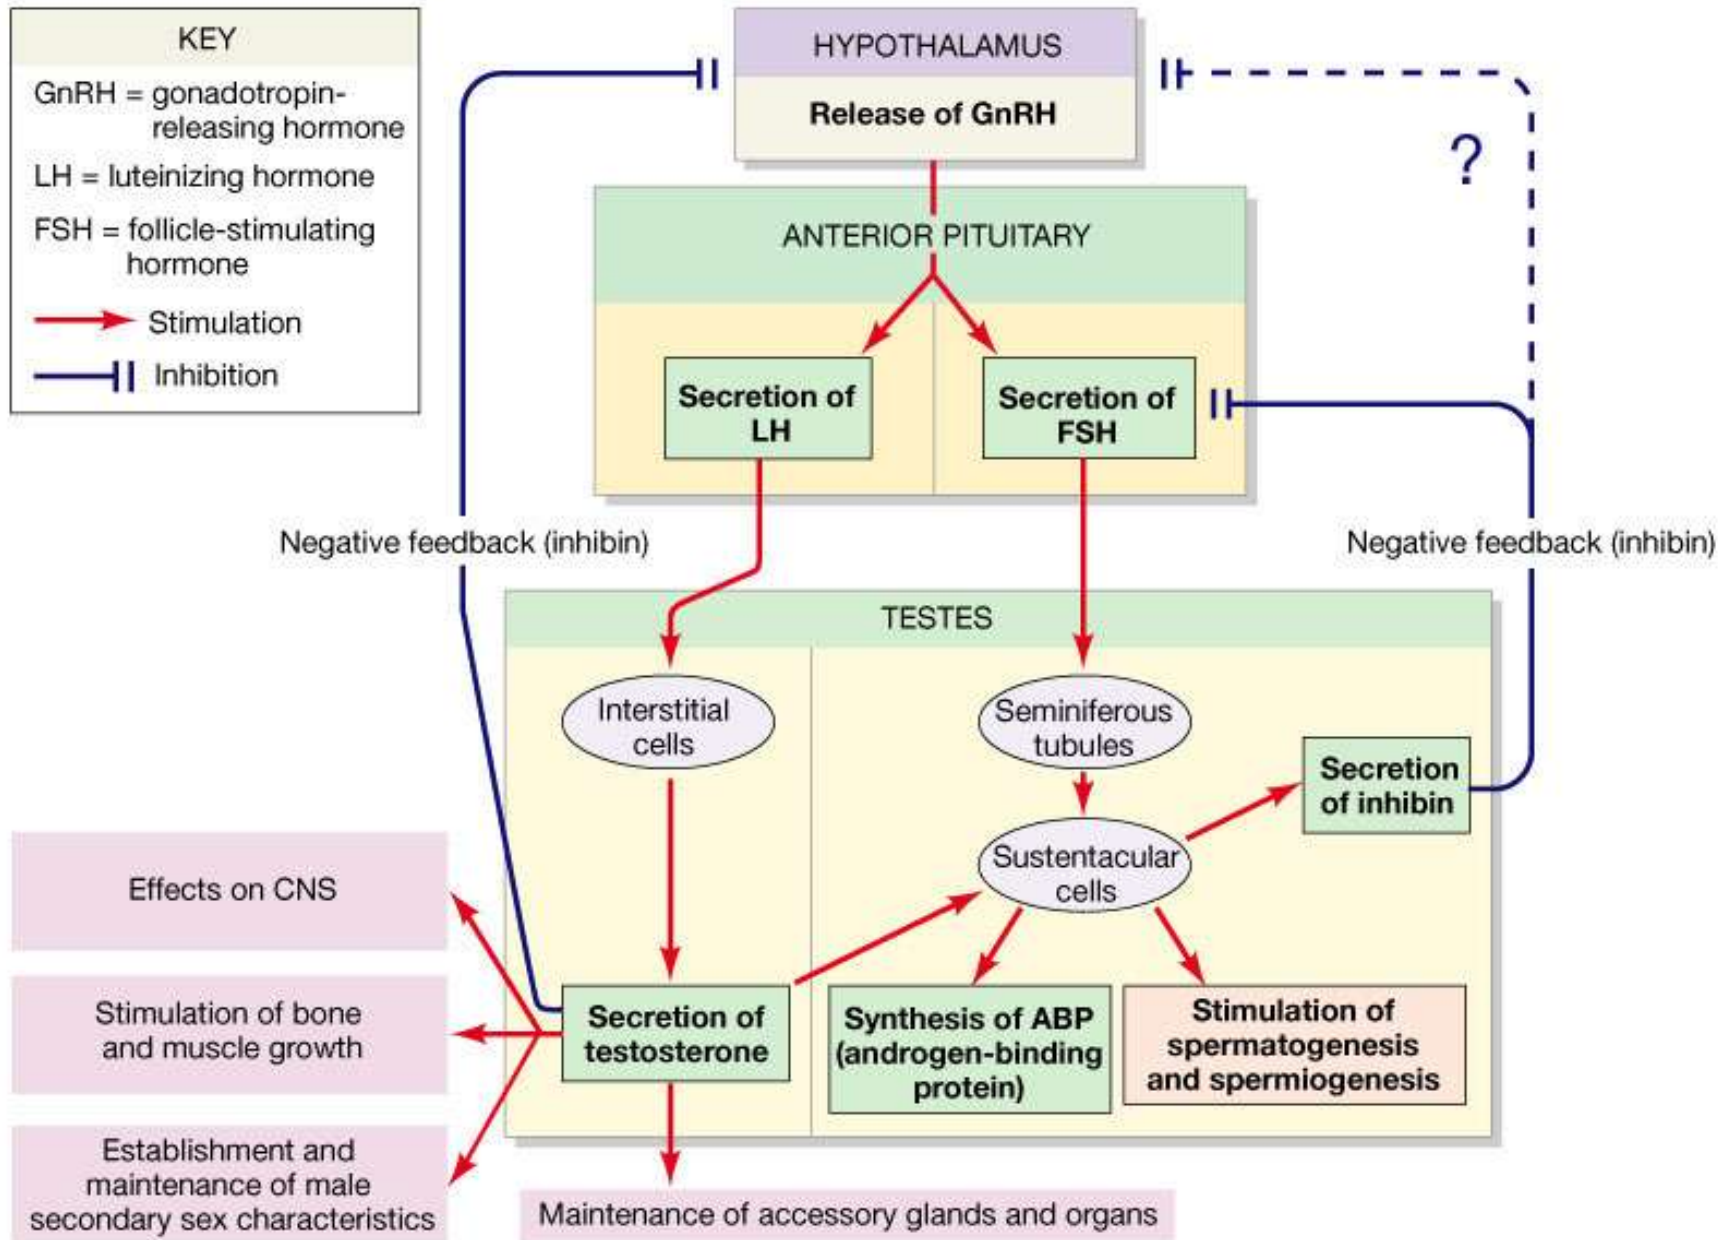 KEY
GnRH = gonadotropin-
releasing hormone
LH = luteinizing hormone
FSH = follicle-stimulating
hormone
Stimulation
Inhibition
HYPOTHALAMUS
Release of GnRH
?
ANTERIOR PITUITARY
Secretion of
LH
Secretion of
FSH
Negative feedback (inhibin)
Negative feedback (inhibin)
TESTES
Interstitial
cells
Seminiferous
tubules
Secretion
of inhibin
Sustentacular
cells
Effects on CNS
Stimulation of bone
and muscle growth
Establishment and
maintenance of male
secondary sex characteristics
Secretion of
testosterone
Synthesis of ABP
(androgen-binding
protein)
Stimulation of
spermatogenesis
and spermiogenesis
Maintenance of accessory glands and organs